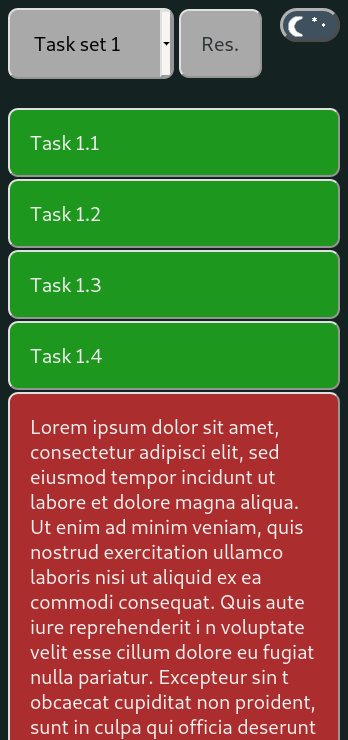 Task set 1
Res.
Task 1.1
Task 1.2
Task 1.3
Task 1.4
Lorem ipsum dolor sit amet,
consectetur adipisci elit, sed
eiusmod tempor incidunt ut
labore et dolore magna aliqua.
Ut enim ad minim veniam, quis
nostrud exercitation ullamco
laboris nisi ut aliquid ex ea
commodi consequat. Quis aute
iure reprehenderit i n voluptate
velit esse cillum dolore eu fugiat
nulla pariatur. Excepteur sin t
obcaecat cupiditat non proident,
sunt in culpa qui officia deserunt